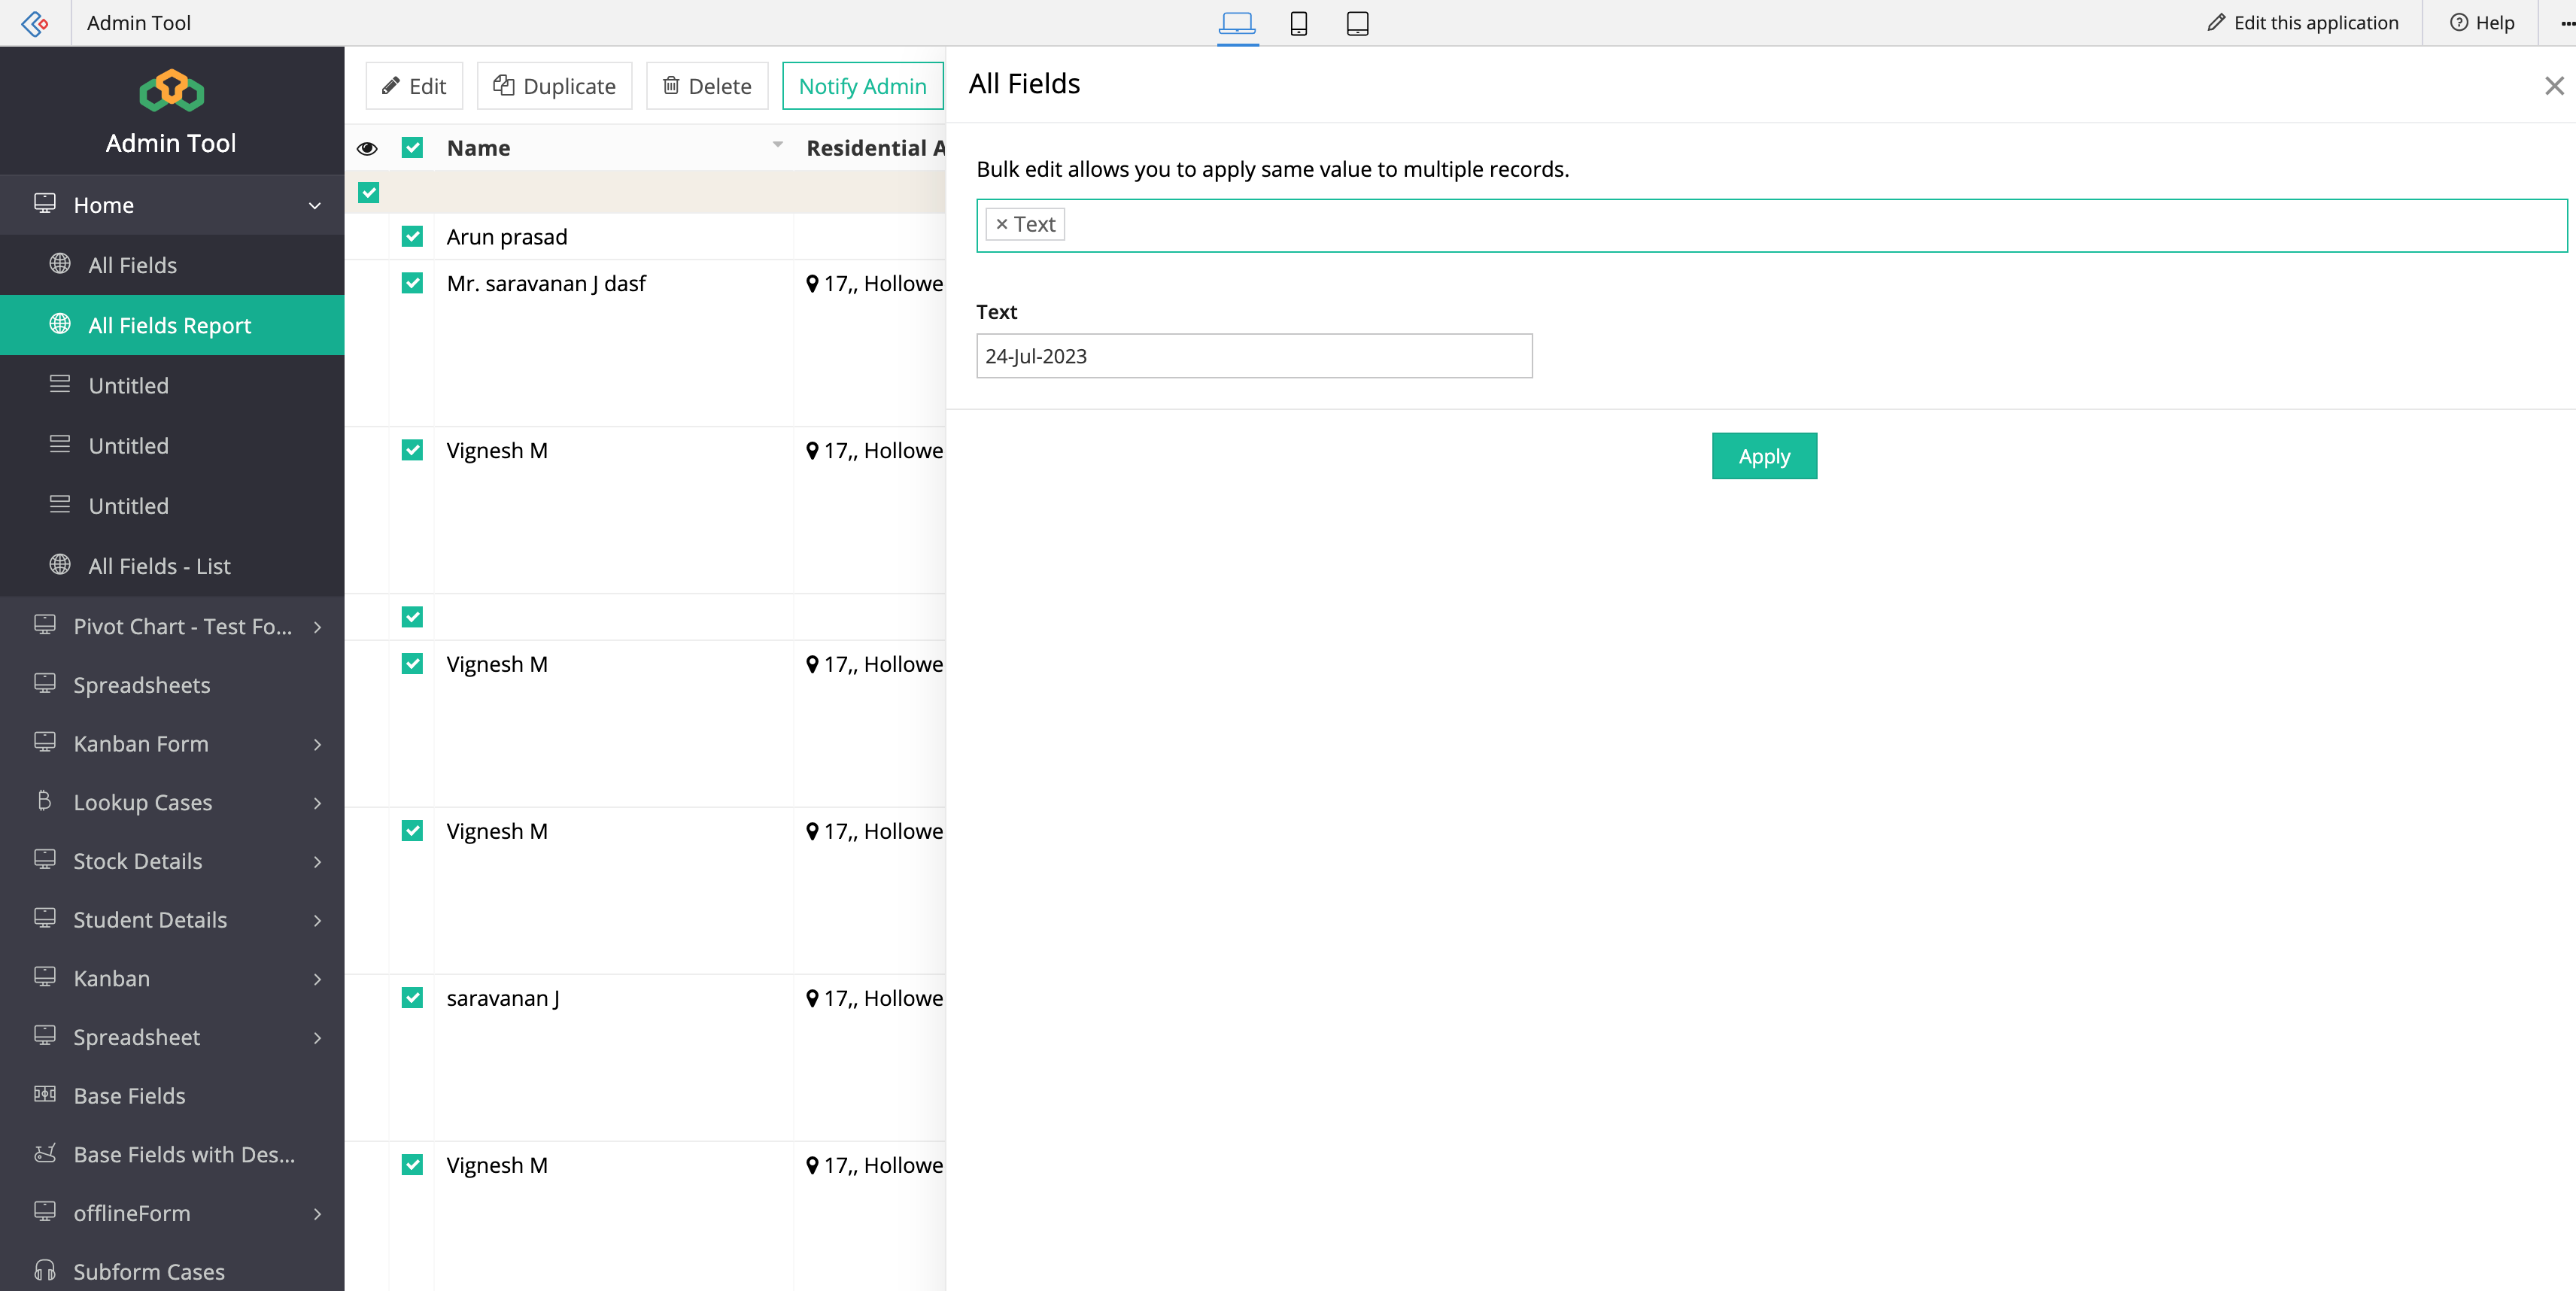 Admin Tool
Edit this application
Help
Admin Tool
Home
All Fields
All Fields Report
Untitled
Untitled
Untitled
All Fields - List
Pivot Chart - Test Fo...
Spreadsheets
Kanban Form
Lookup Cases
Stock Details
Student Details
Kanban
Spreadsheet
Base Fields
Base Fields with Des...
offlineForm
Subform Cases
Edit Duplicate Delete Notify Admin
Name Residential A
Arun prasad
Mr. saravanan J dasf 17,, Hollowe
Vignesh M 17,, Hollowe
Vignesh M 17,, Hollowe
Vignesh M 17,, Hollowe
saravanan J 17,, Hollowe
Vignesh M 17,, Hollowe
All Fields
Bulk edit allows you to apply same value to multiple records.
× Text
Text
24-Jul-2023
Apply